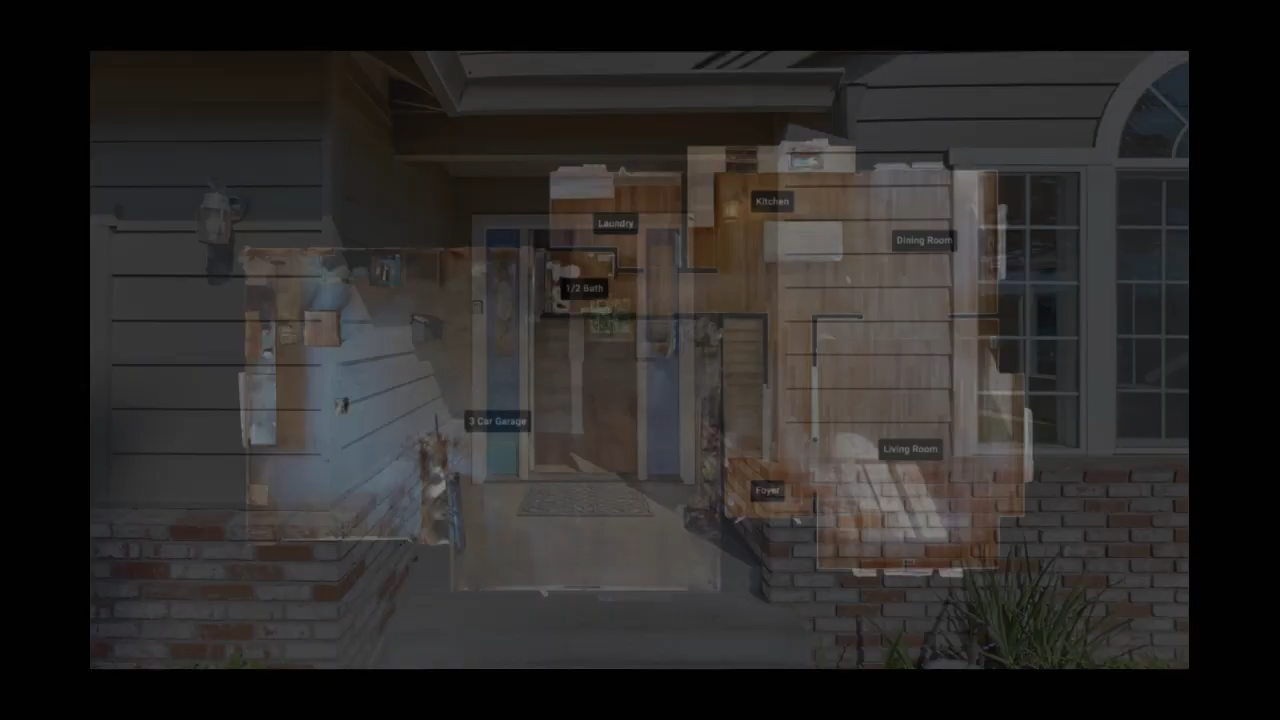 Kitchen
Laundry
Dining Room
1/2 Bath
3 Car Garage
Living Room
Foyer